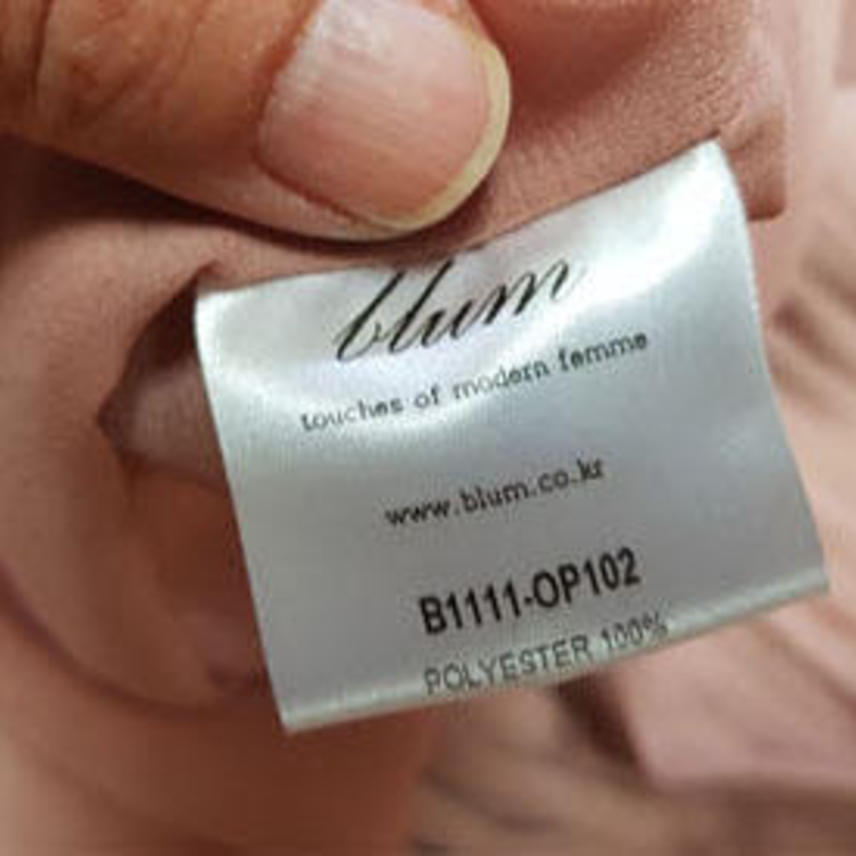 blum
touches of modern femme
www.blum.co.kr
B1111-OP102
POLYESTER 100%